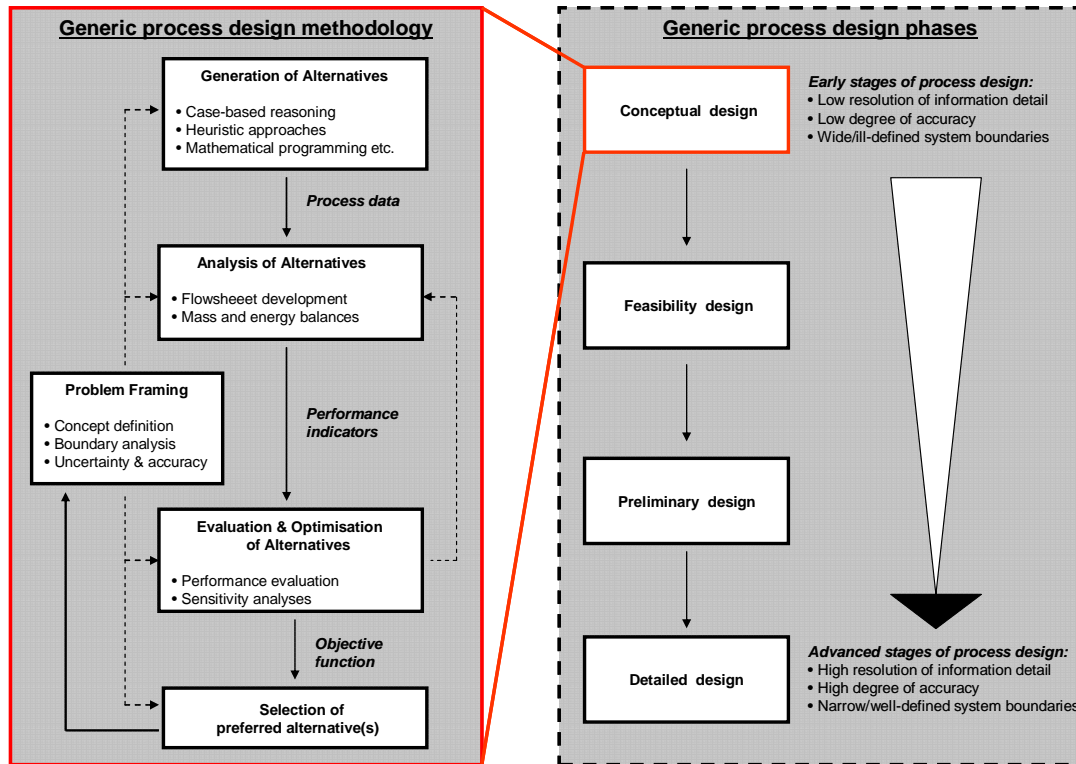 Generic process design methodology
Generation of Alternatives
• Case-based reasoning
• Heuristic approaches
• Mathematical programming etc.
Process data
Analysis of Alternatives
• Flowsheeet development
• Mass and energy balances
Problem Framing
• Concept definition
• Boundary analysis
• Uncertainty & accuracy
Performance
indicators
Evaluation & Optimisation
of Alternatives
• Performance evaluation
• Sensitivity analyses
Objective
function
Selection of
preferred alternative(s)
Generic process design phases
Conceptual design
Early stages of process design:
• Low resolution of information detail
• Low degree of accuracy
• Wide/ill-defined system boundaries
Feasibility design
Preliminary design
Detailed design
Advanced stages of process design:
• High resolution of information detail
• High degree of accuracy
• Narrow/well-defined system boundaries